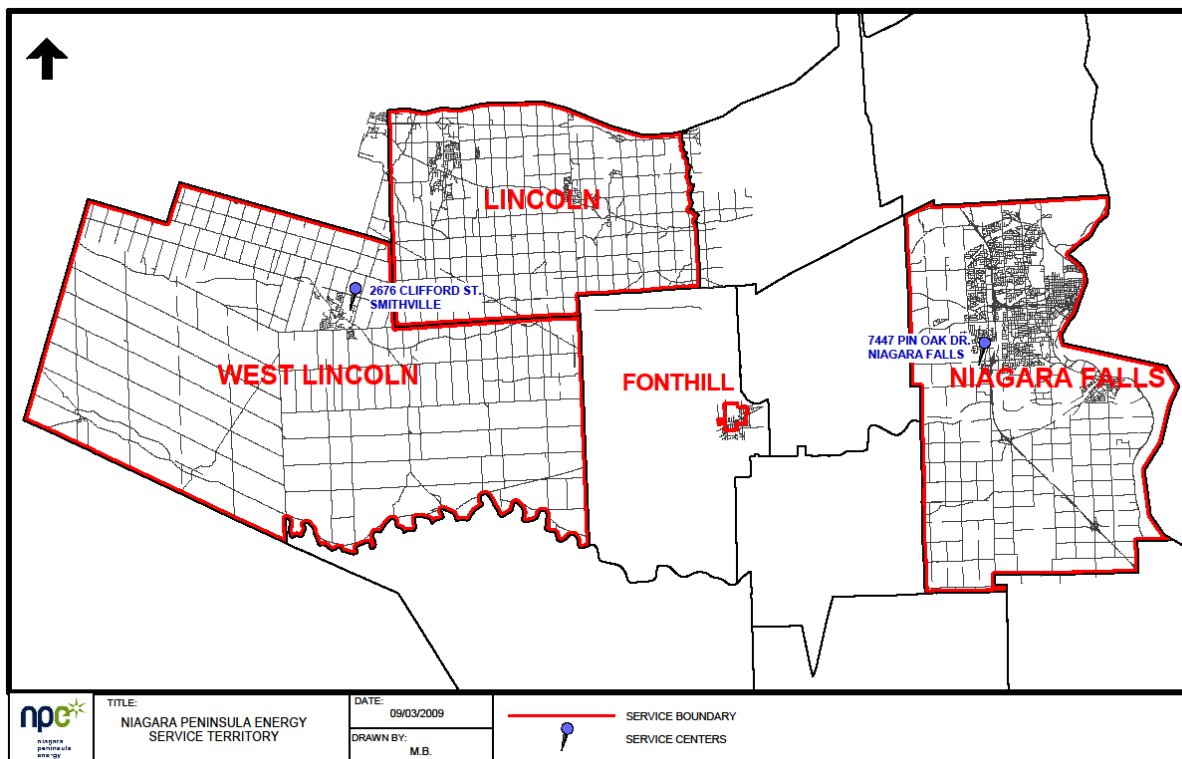 LINCOLN
2676 CLIFFORD ST.
SMITHVILLE
7447 PIN OAK DR.
NIAGARA FALLS
WEST LINCOLN
FONTHILL
NIAGARA FALLS
npe
niagara
peninsula
energy
TITLE:
NIAGARA PENINSULA ENERGY
SERVICE TERRITORY
DATE:
09/03/2009
DRAWN BY:
M.B.
SERVICE BOUNDARY
SERVICE CENTERS